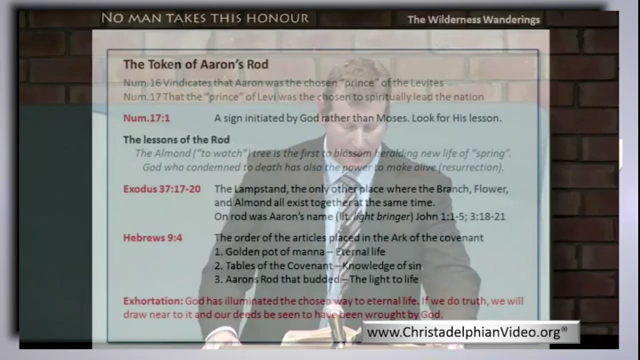 NO MAN TAKES THIS HONOUR
The Wilderness Wanderings
The Token of Aaron's Rod
Num.16 Vindicates that Aaron was the chosen "prince" of the Levites
Num.17 That the "prince" of Levi was the chosen to spiritually lead the nation
Num.17:1 A sign initiated by God rather than Moses. Look for His lesson.
The lessons of the Rod
The Almond ("to watch") tree is the first to blossom heralding new life of "spring".
God who condemned to death has also the power to make alive (resurrection).
Exodus 37:17-20 The Lampstand, the only other place where the Branch, Flower,
and Almond all exist together at the same time.
On rod was Aaron's name (lit. light bringer) John 1:1-5; 3:18-21
Hebrews 9:4 The order of the articles placed in the Ark of the covenant
1. Golden pot of manna – Eternal life
2. Tables of the Covenant – Knowledge of sin
3. Aarons Rod that budded – The light to life
Exhortation: God has illuminated the chosen way to eternal life. If we do truth, we will
draw near to it and our deeds be seen to have been wrought by God.
www.ChristadelphianVideo.org®